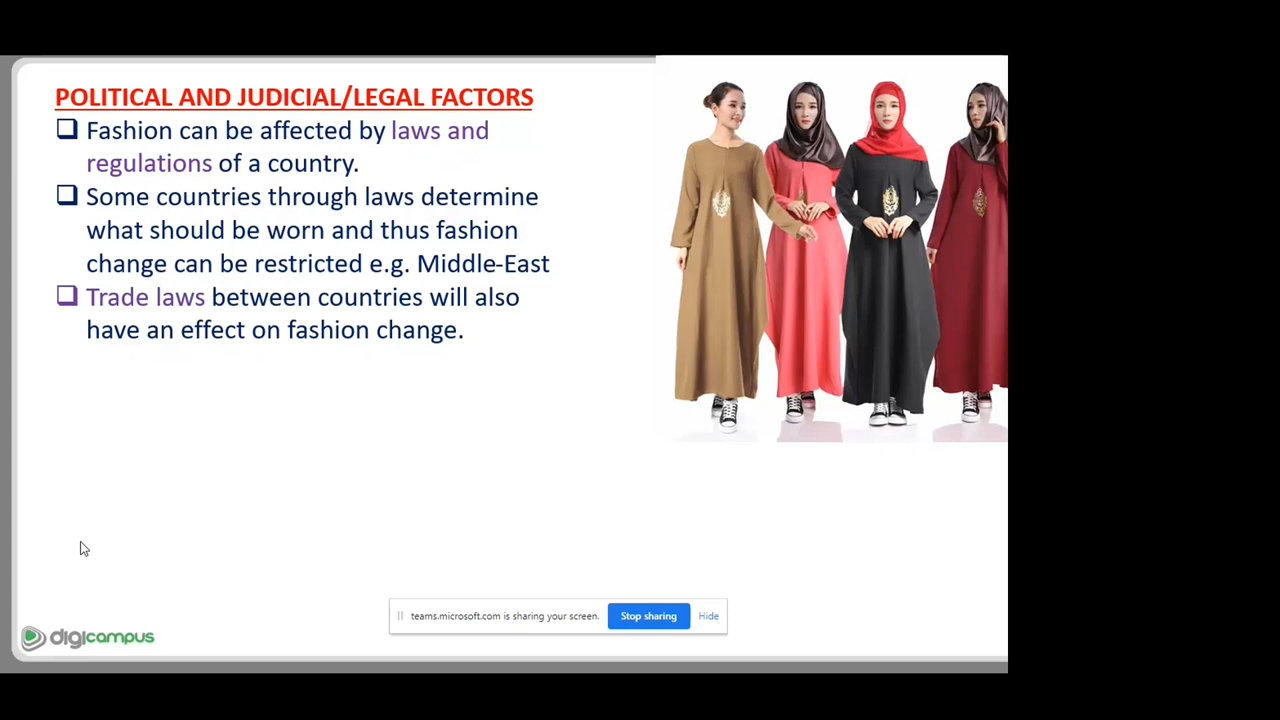 POLITICAL AND JUDICIAL/LEGAL FACTORS
Fashion can be affected by laws and
regulations of a country.
Some countries through laws determine
what should be worn and thus fashion
change can be restricted e.g. Middle-East
Trade laws between countries will also
have an effect on fashion change.
teams.microsoft.com is sharing your screen.
Stop sharing
Hide
digicampus